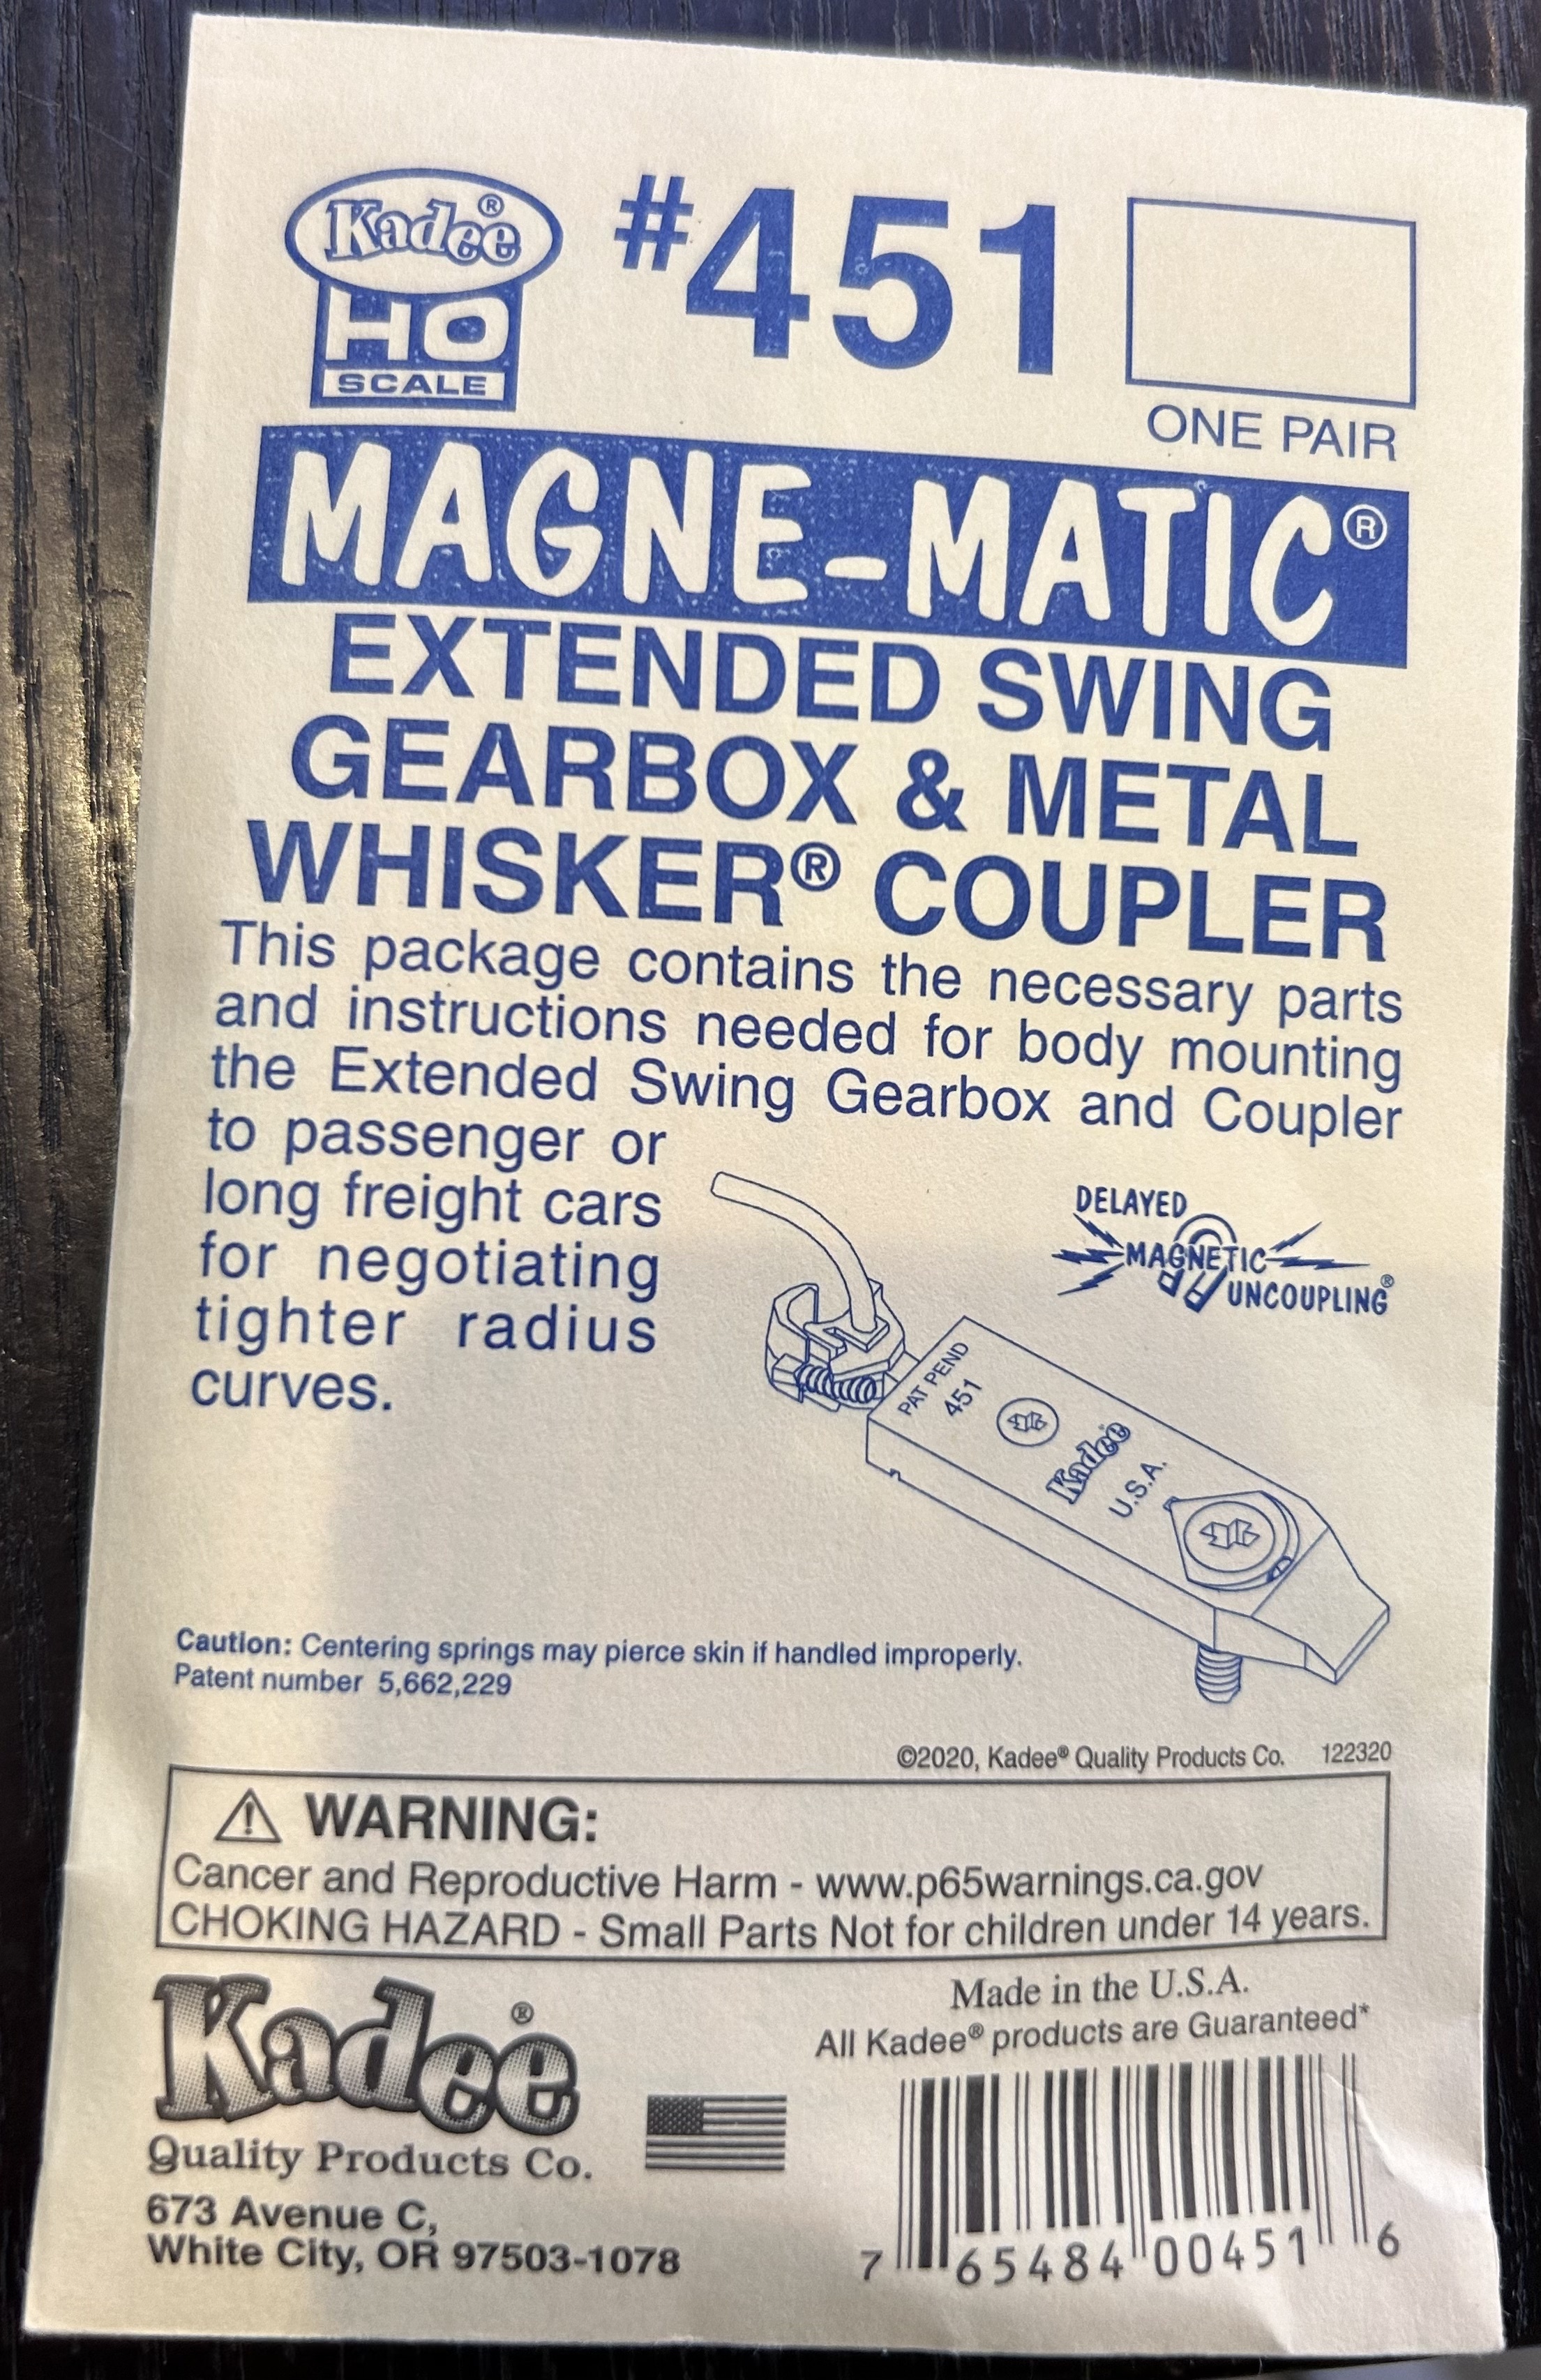 Kadee®
HO
SCALE
#451
ONE PAIR
MAGNE-MATIC®
EXTENDED SWING
GEARBOX & METAL
WHISKER® COUPLER
This package contains the necessary parts
and instructions needed for body mounting
the Extended Swing Gearbox and Coupler
to passenger or
long freight cars
for negotiating
tighter radius
curves.
DELAYED
MAGNETIC
UNCOUPLING®
PAT PEND
451
Kadee
U.S.A.
Caution: Centering springs may pierce skin if handled improperly.
Patent number 5,662,229
©2020, Kadee® Quality Products Co. 122320
⚠ WARNING:
Cancer and Reproductive Harm - www.p65warnings.ca.gov
CHOKING HAZARD - Small Parts Not for children under 14 years.
Kadee®
Quality Products Co.
673 Avenue C,
White City, OR 97503-1078
Made in the U.S.A.
All Kadee® products are Guaranteed*
7 65484 00451 6